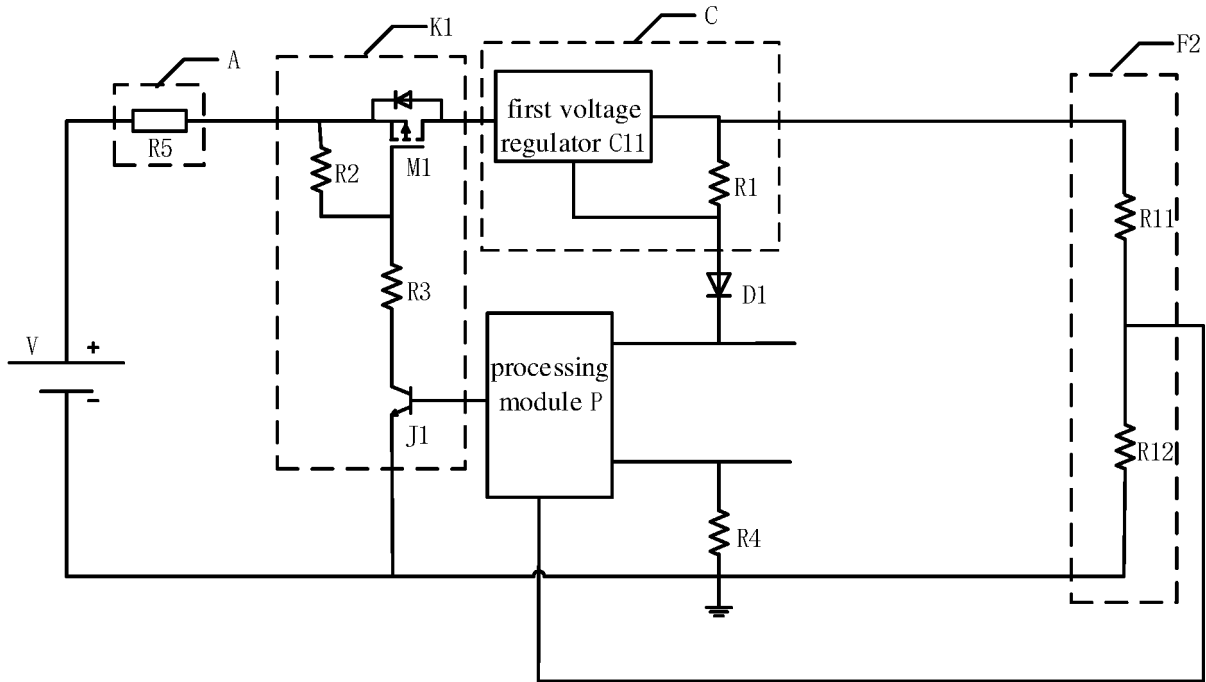 K1
C
A
F2
first voltage
regulator C11
R5
R2
M1
R1
R11
R3
D1
V
+
-
processing
module P
J1
R12
R4